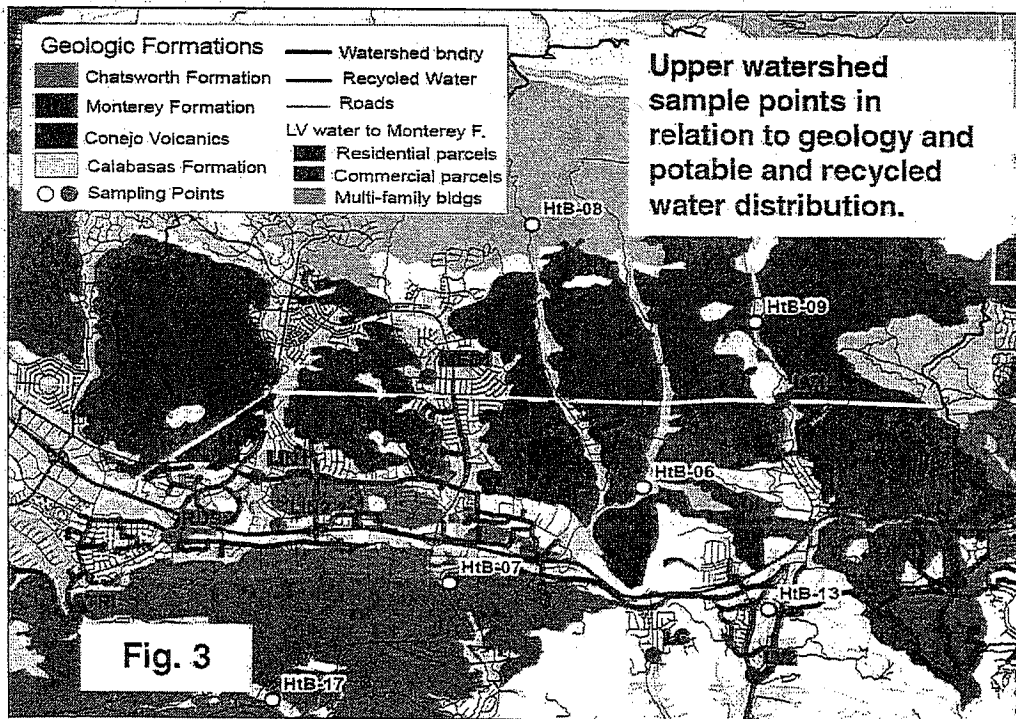 Geologic Formations
Chatsworth Formation
Monterey Formation
Conejo Volcanics
Calabasas Formation
Sampling Points
Watershed bndry
Recycled Water
Roads
LV water to Monterey F.
Residential parcels
Commercial parcels
Multi-family bldgs
Upper watershed
sample points in
relation to geology and
potable and recycled
water distribution.
HtB-08
HtB-09
HtB-06
HtB-07
HtB-13
LC
HtB-17
Fig. 3